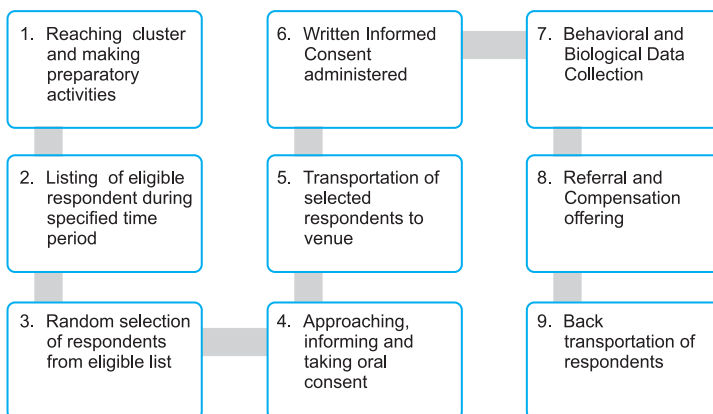 1. Reaching cluster
and making
preparatory
activities
2. Listing of eligible
respondent during
specified time
period
3. Random selection
of respondents
from eligible list
4. Approaching,
informing and
taking oral
consent
5. Transportation of
selected
respondents to
venue
6. Written Informed
Consent
administered
7. Behavioral and
Biological Data
Collection
8. Referral and
Compensation
offering
9. Back
transportation of
respondents